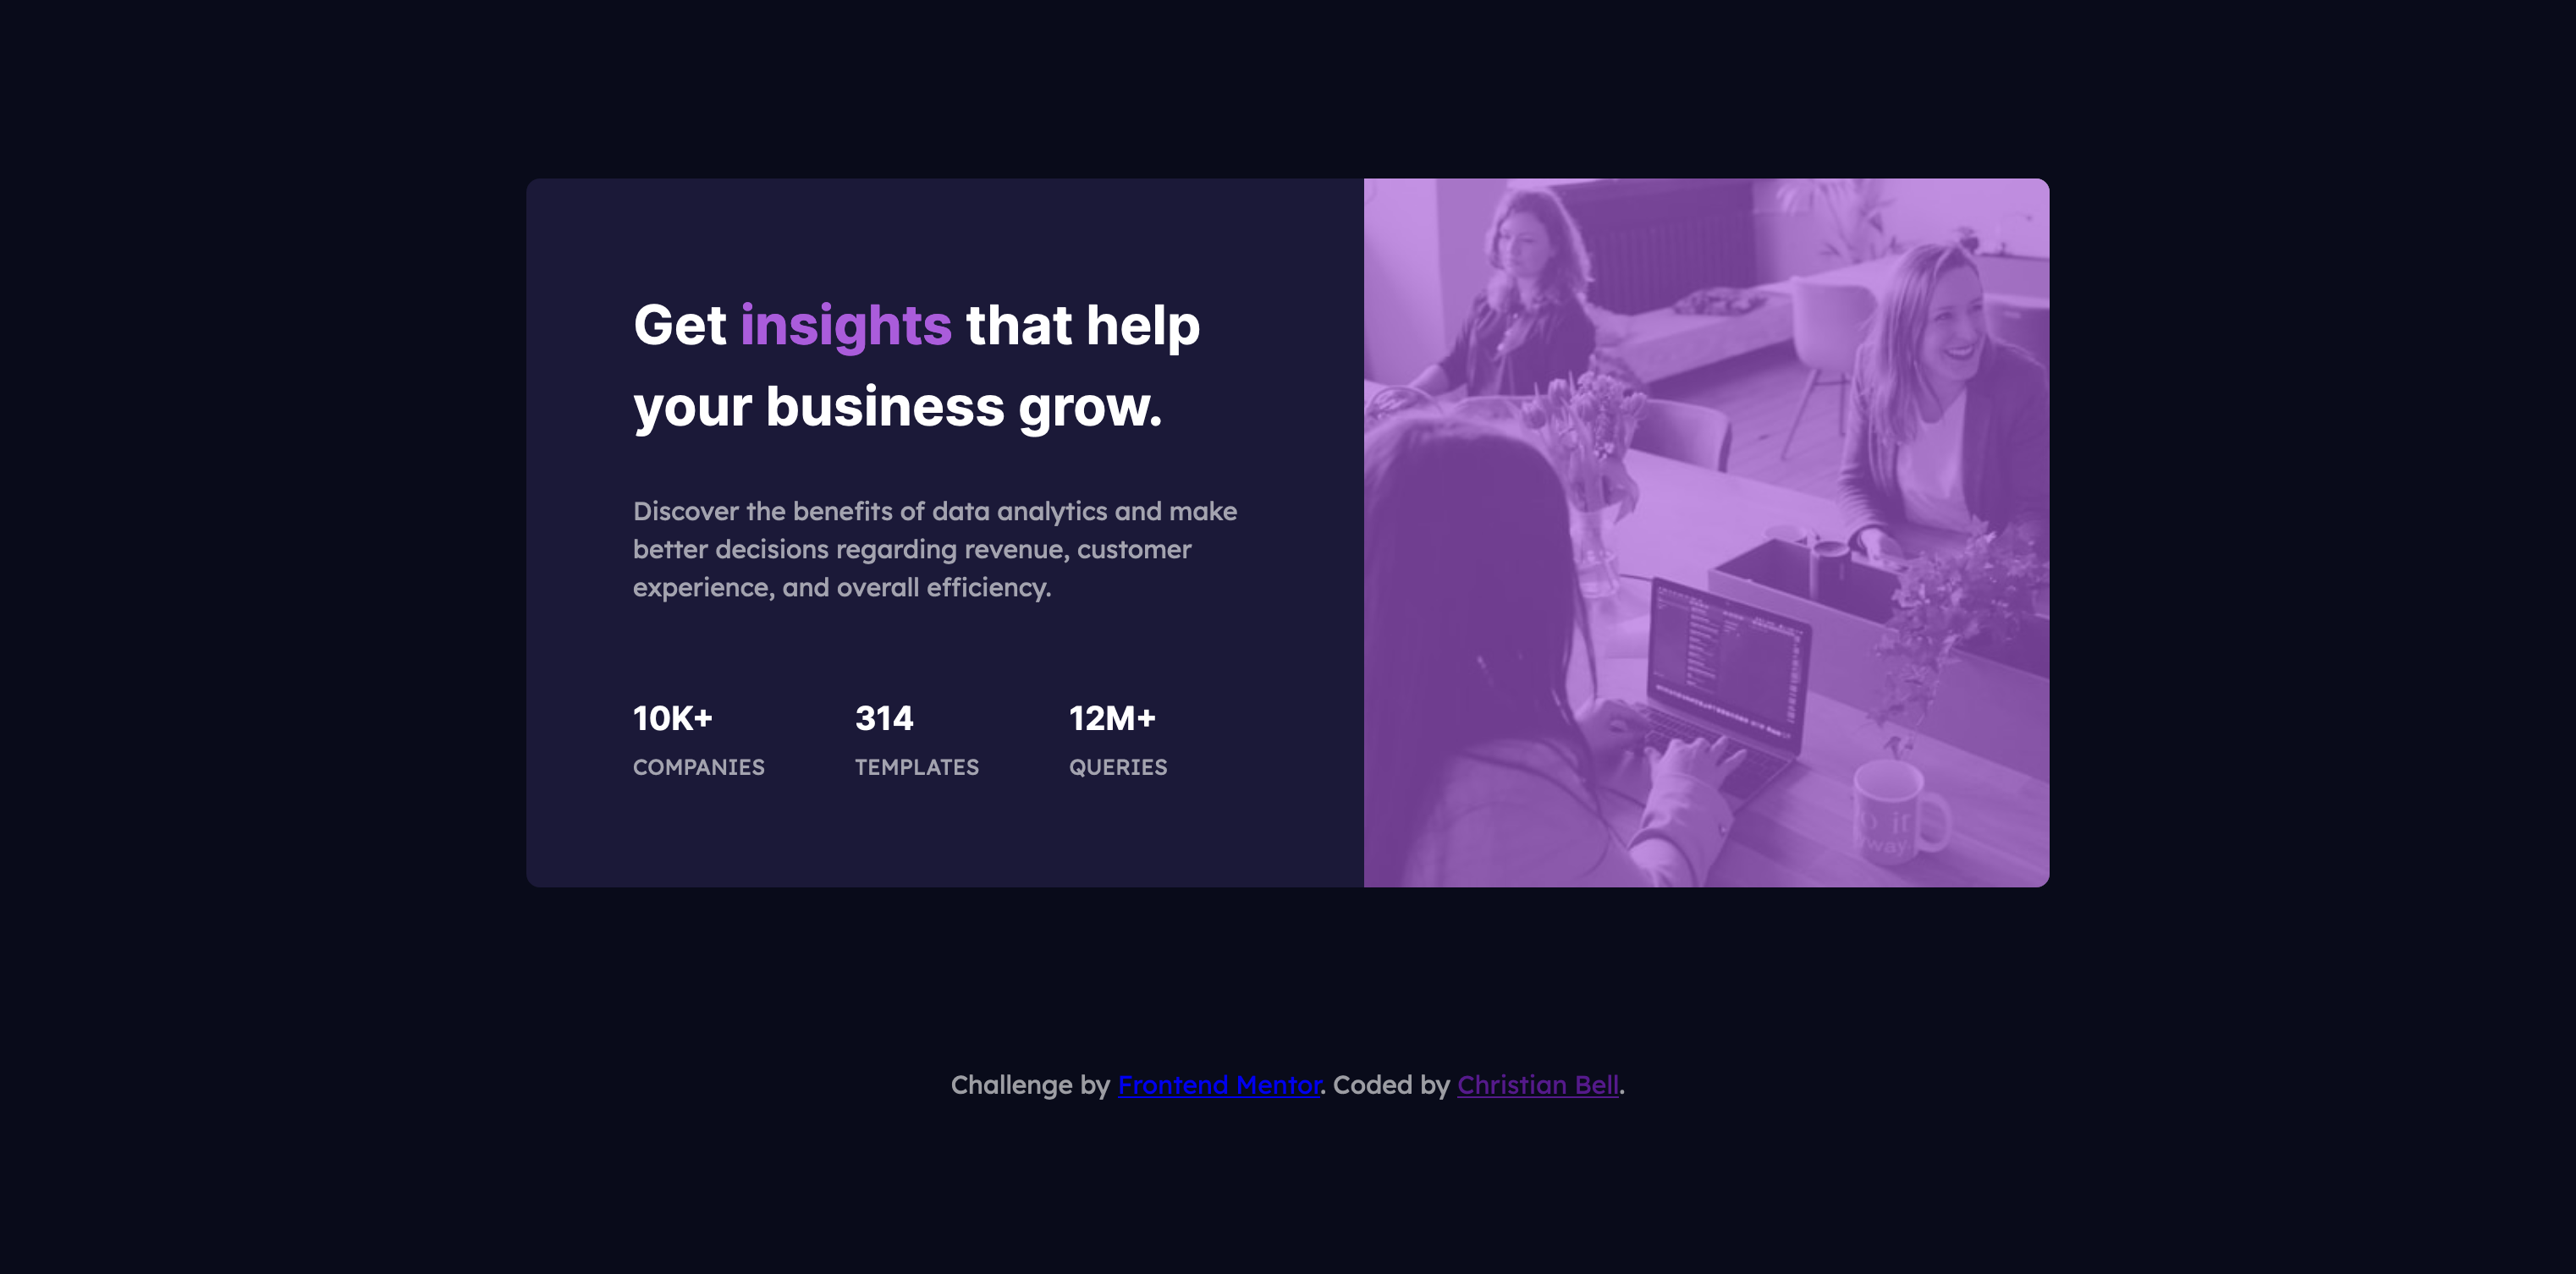 Get insights that help
your business grow.
Discover the benefits of data analytics and make
better decisions regarding revenue, customer
experience, and overall efficiency.
10K+ 314 12M+
COMPANIES TEMPLATES QUERIES
Challenge by Frontend Mentor. Coded by Christian Bell.